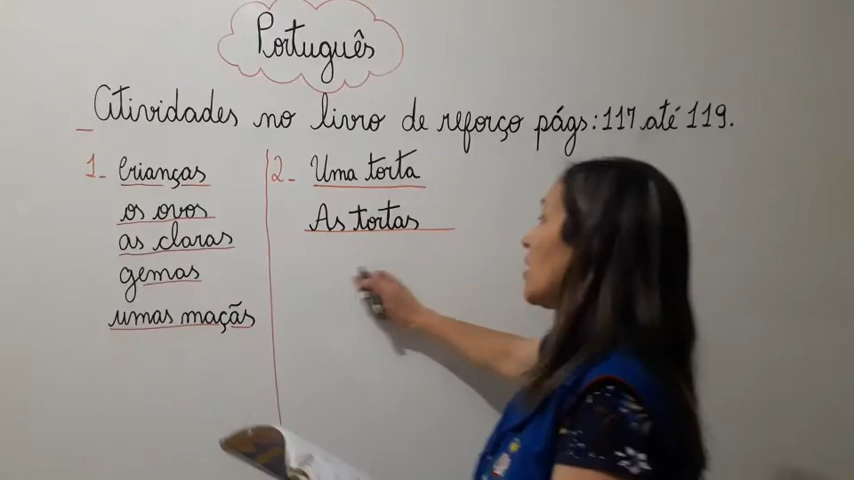 Português
Atividades no livro de reforço págs: 117 até 119.
1- Crianças
os ovos
as claras
gemas
umas maçãs
2- Uma torta
As tortas